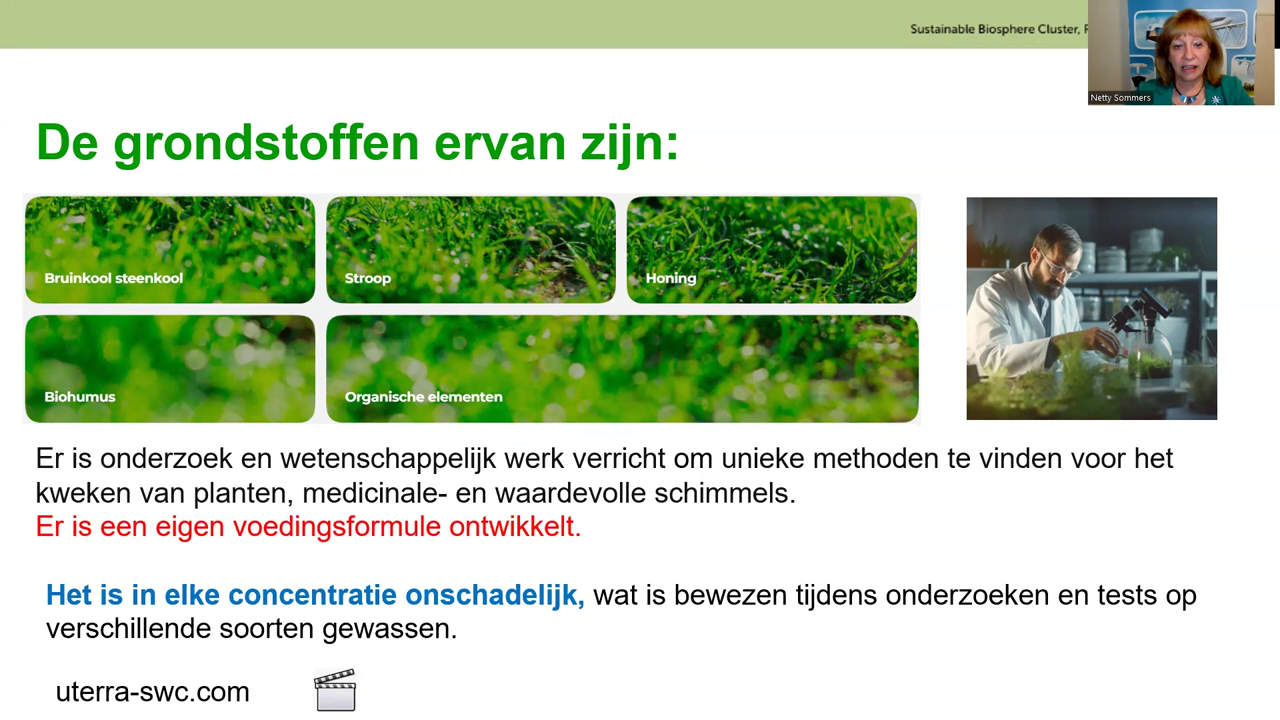 Sustainable Biosphere Cluster,
Netty Sommers
De grondstoffen ervan zijn:
Bruinkool steenkool
Stroop
Honing
Biohumus
Organische elementen
Er is onderzoek en wetenschappelijk werk verricht om unieke methoden te vinden voor het
kweken van planten, medicinale- en waardevolle schimmels.
Er is een eigen voedingsformule ontwikkelt.
Het is in elke concentratie onschadelijk, wat is bewezen tijdens onderzoeken en tests op
verschillende soorten gewassen.
uterra-swc.com